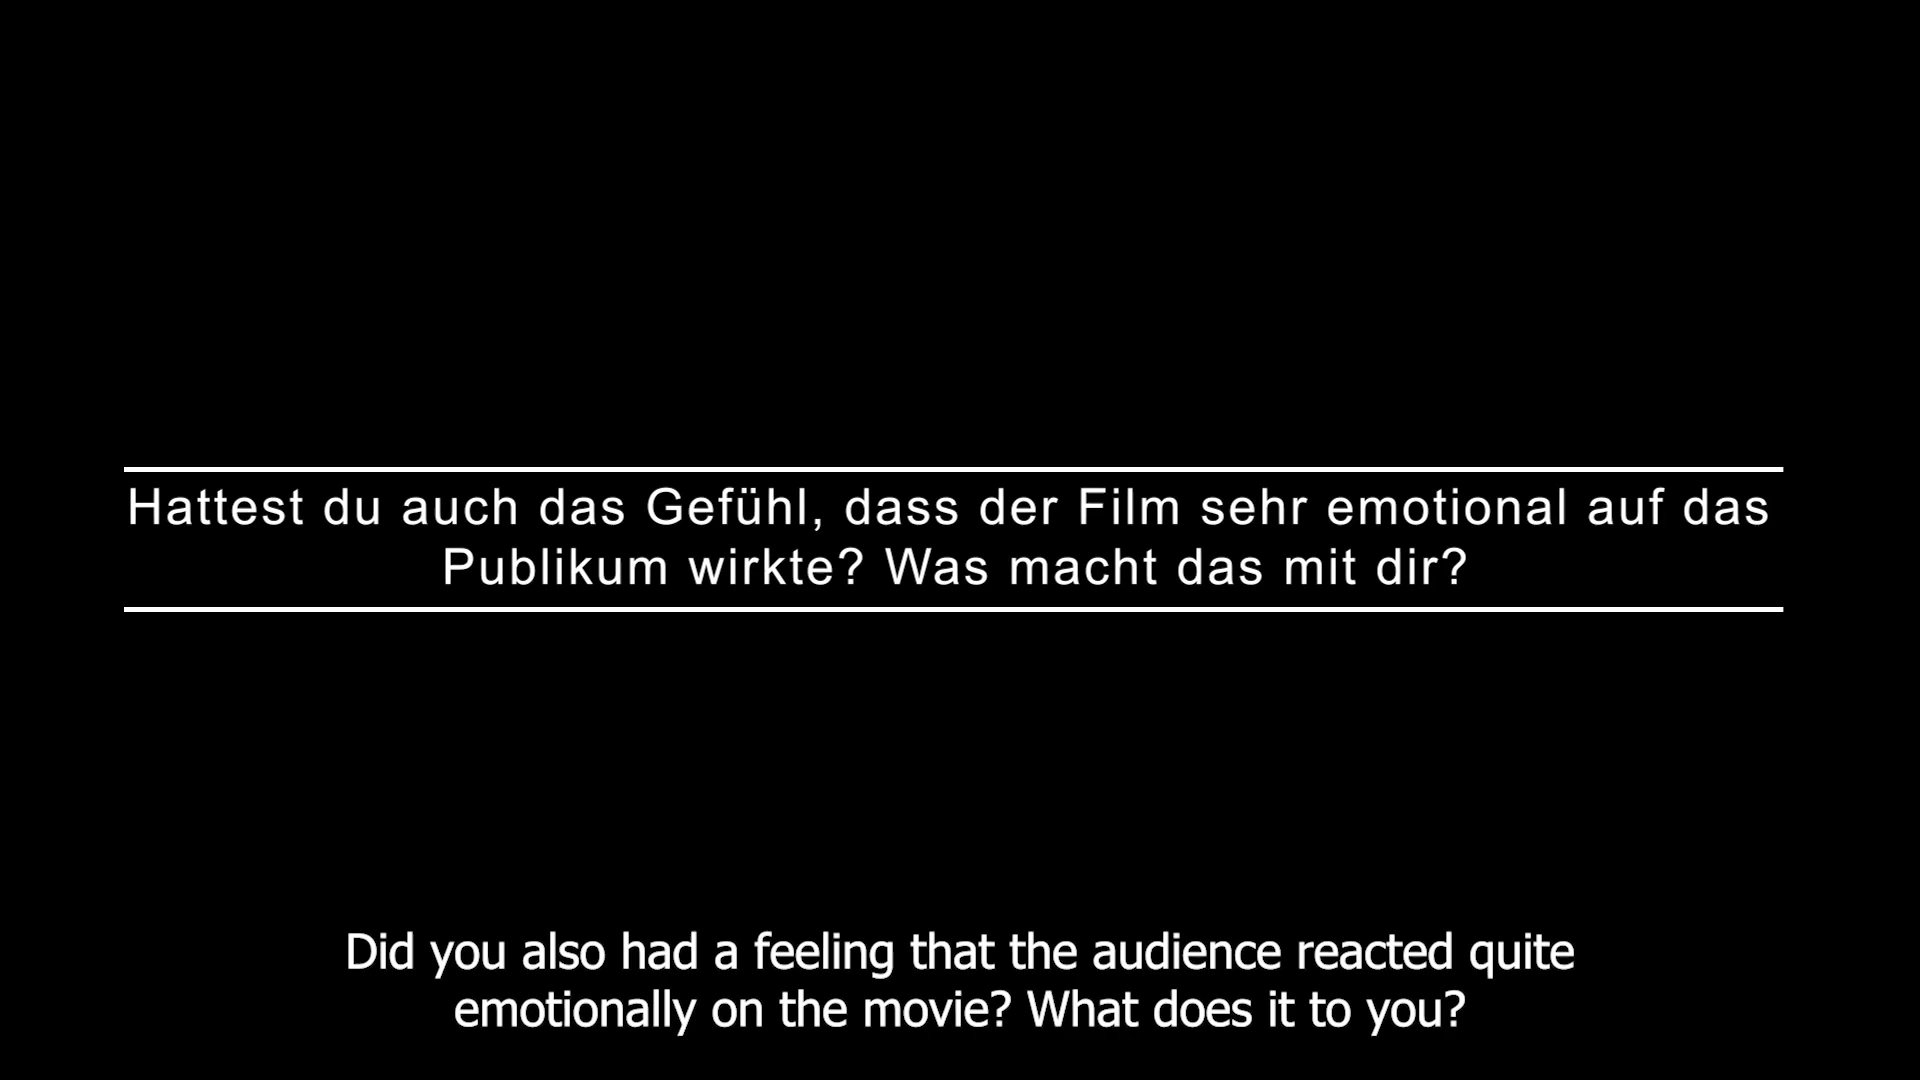 Hattest du auch das Gefühl, dass der Film sehr emotional auf das
Publikum wirkte? Was macht das mit dir?
Did you also had a feeling that the audience reacted quite
emotionally on the movie? What does it to you?